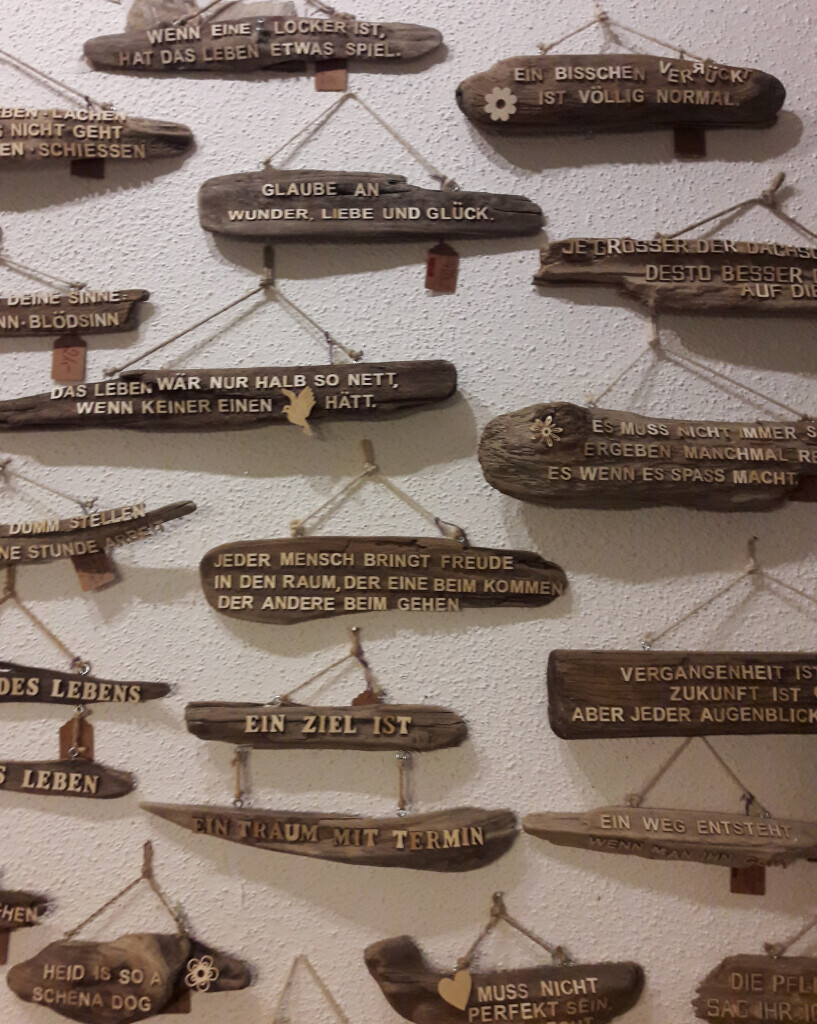 WENN EINE LOCKER IST,
HAT DAS LEBEN ETWAS SPIEL.
EIN BISSCHEN VERRÜCKT
IST VÖLLIG NORMAL.
LACHEN
NICHT GEHT
SCHIESSEN
GLAUBE AN
WUNDER, LIEBE UND GLÜCK.
JE GRÖSSER DER
DESTO BESSER
AUF
DEINE SINNE
BLÖDSINN
DAS LEBEN WÄR NUR HALB SO NETT,
WENN KEINER EINEN HÄTT.
ES MUSS NICHT IMMER
ERGEBEN MANCHMAL
ES WENN ES SPASS MACHT.
DUMM STELLEN
STUNDE ARBEIT
JEDER MENSCH BRINGT FREUDE
IN DEN RAUM, DER EINE BEIM KOMMEN
DER ANDERE BEIM GEHEN
DES LEBENS
LEBEN
VERGANGENHEIT IST
ZUKUNFT IST
ABER JEDER AUGENBLICK
EIN ZIEL IST
EIN TRAUM MIT TERMIN
EIN WEG ENTSTEHT,
WENN MAN IHN
HEID IS SO A
SCHENA DOG
MUSS NICHT
PERFEKT SEIN,
DIE
SAG IHR